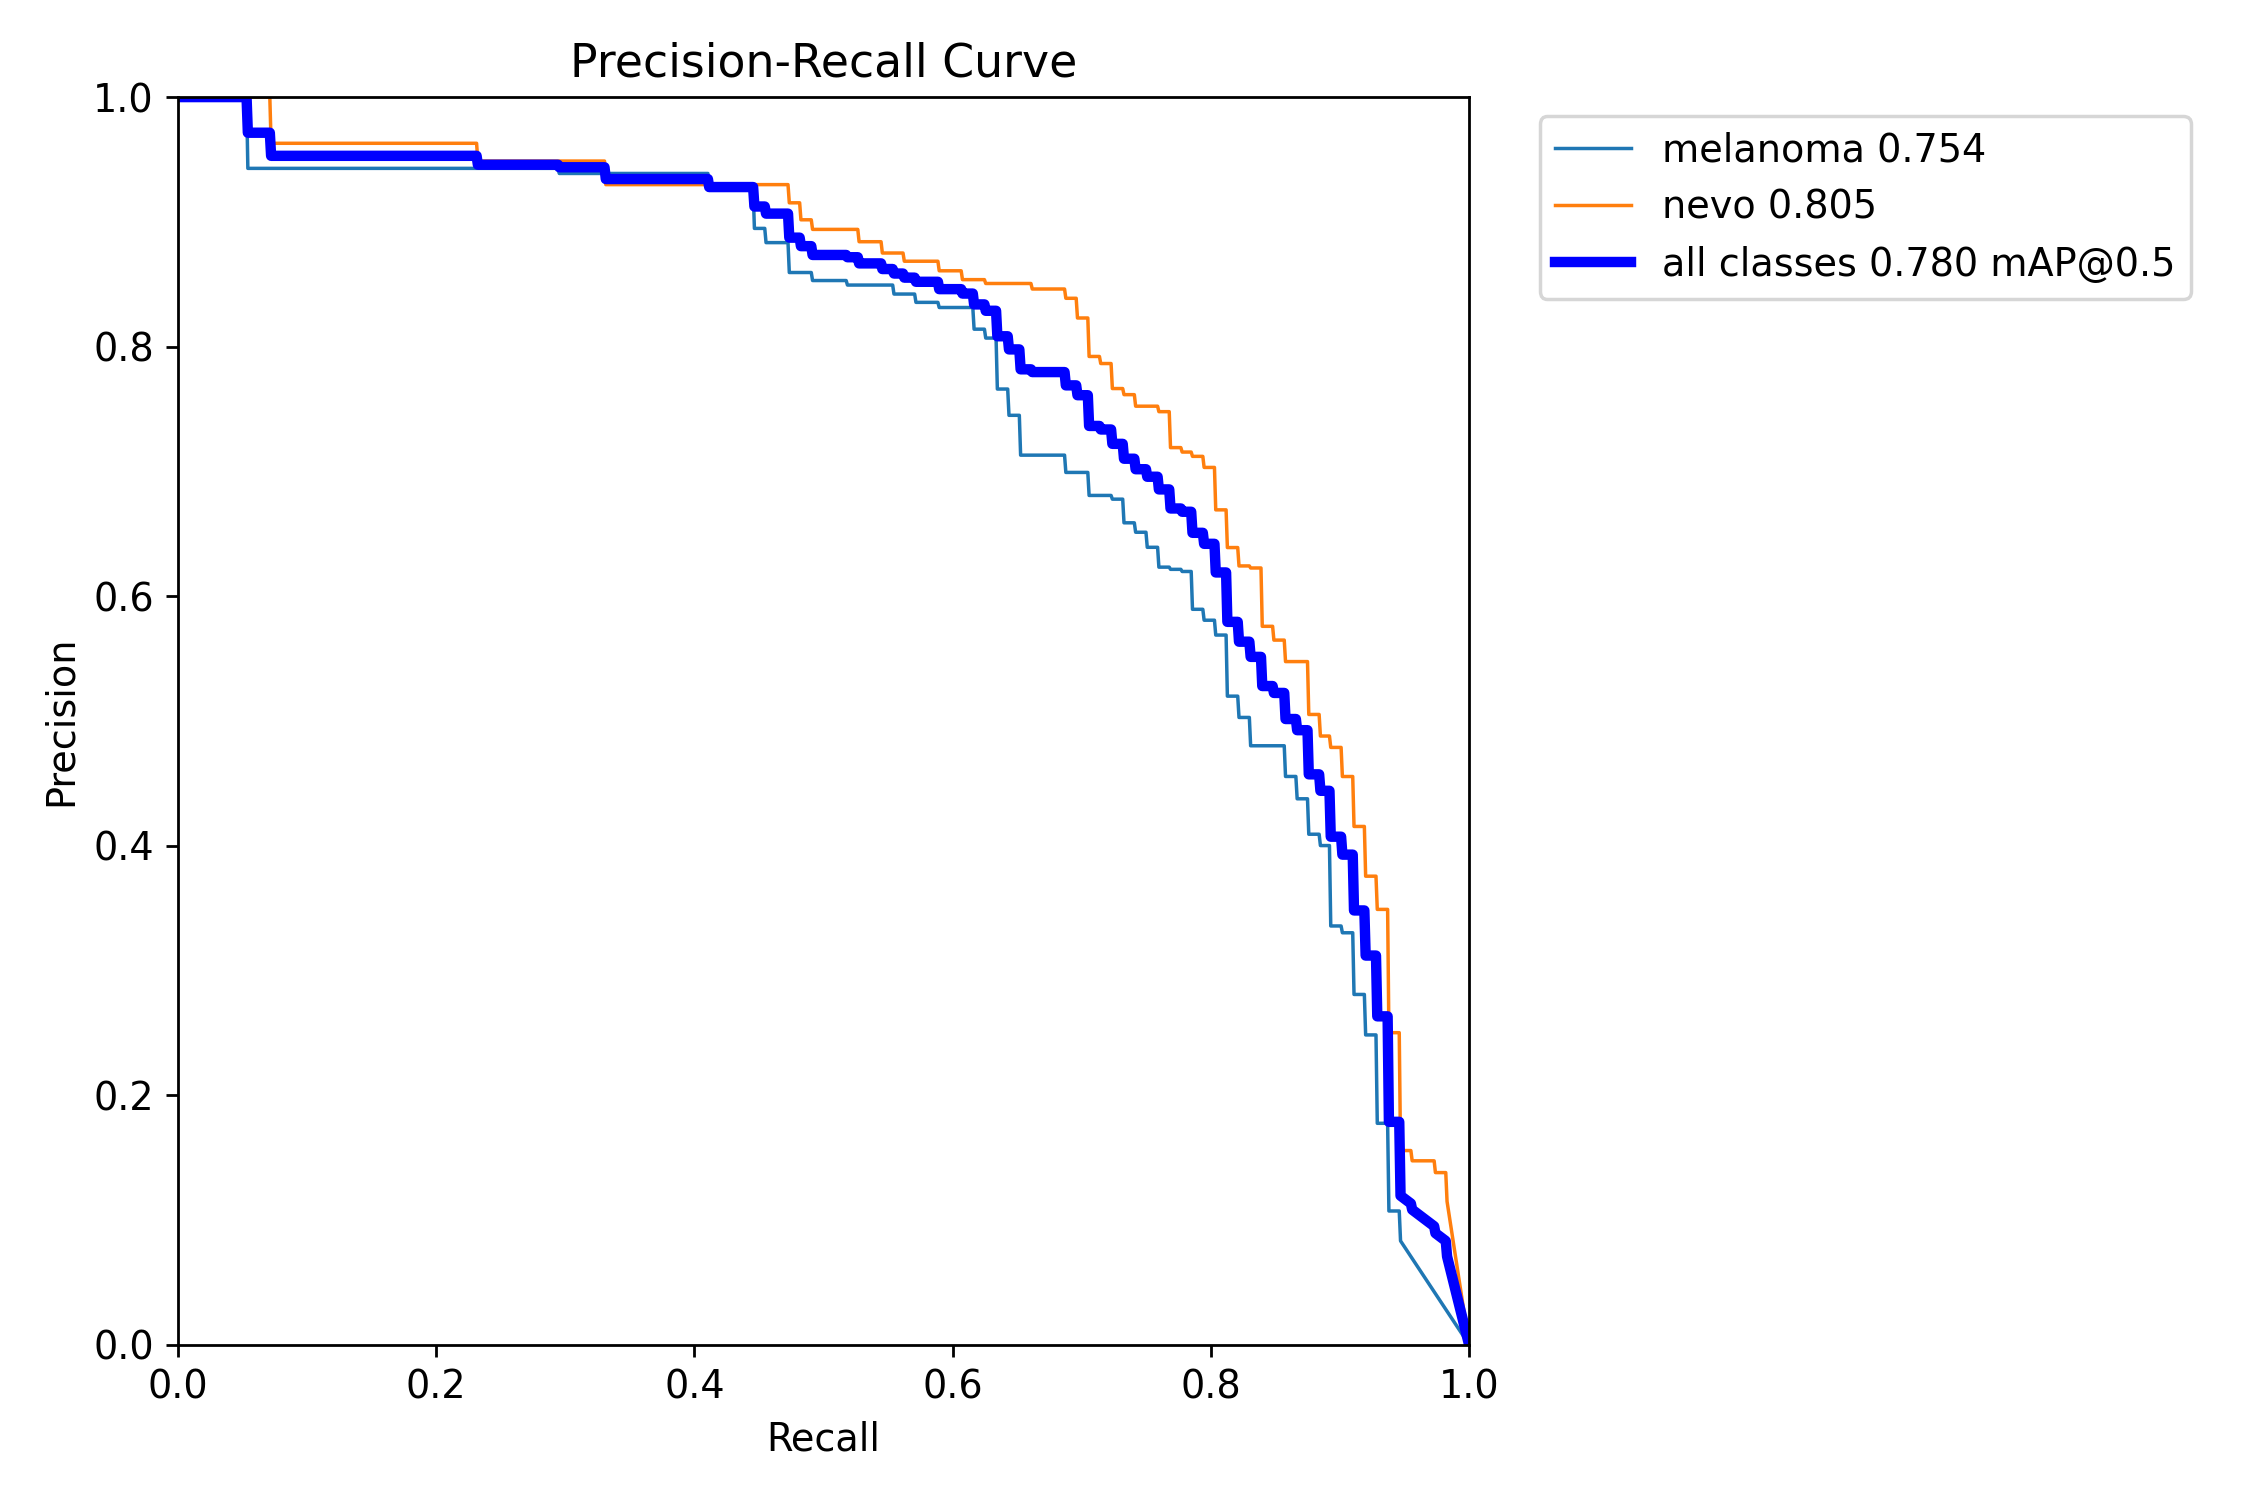 Precision-Recall Curve
1.0
0.8
0.6
0.4
0.2
0.0
Precision
0.0 0.2 0.4 0.6 0.8 1.0
Recall
melanoma 0.754
nevo 0.805
all classes 0.780 mAP@0.5